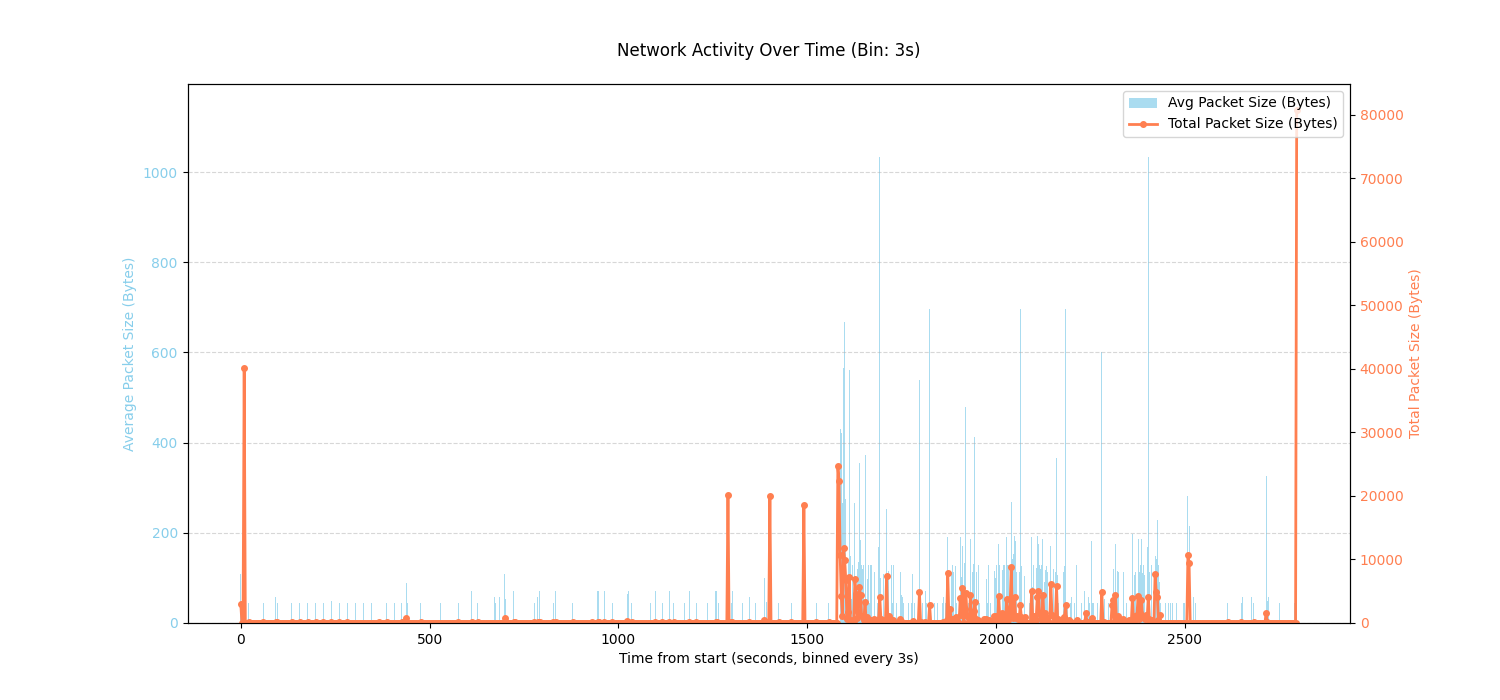 Network Activity Over Time (Bin: 3s)
Avg Packet Size (Bytes)
Total Packet Size (Bytes)
Average Packet Size (Bytes)
1000
800
600
400
200
0
80000
70000
60000
50000
40000
30000
20000
10000
0
Total Packet Size (Bytes)
0 500 1000 1500 2000 2500
Time from start (seconds, binned every 3s)